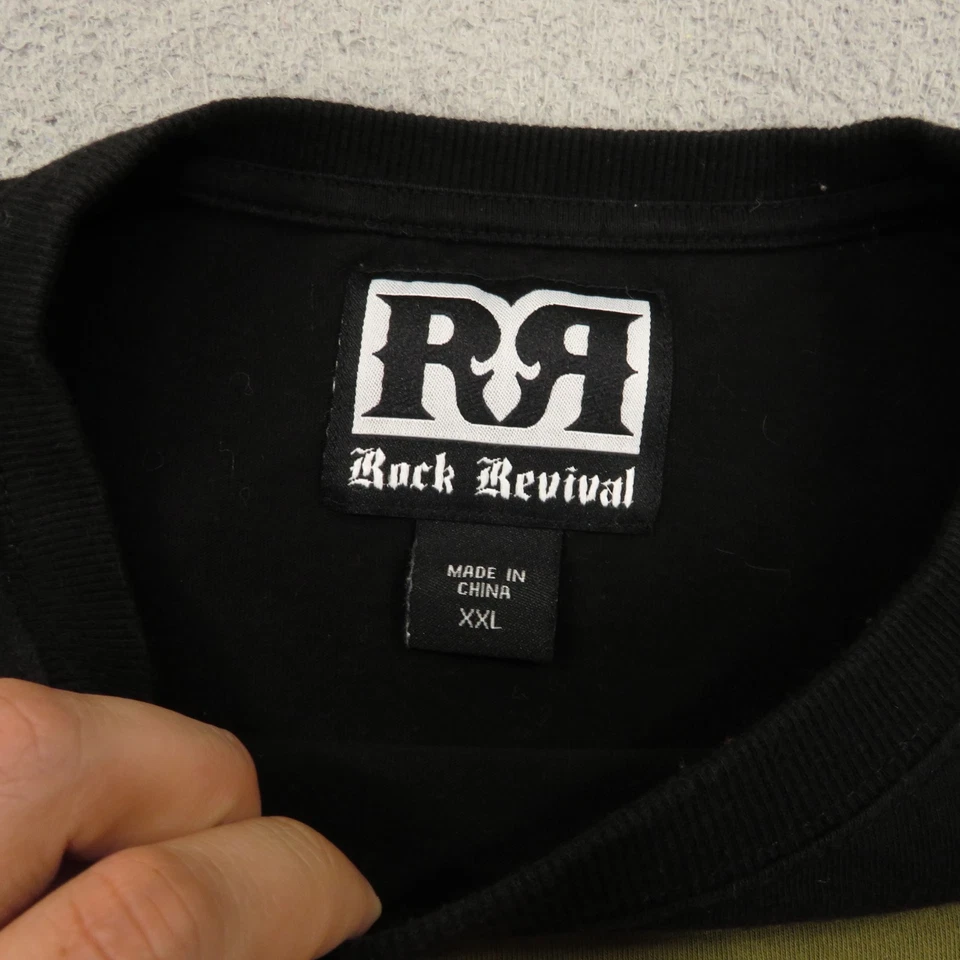 RR
Rock Revival
MADE IN
CHINA
XXL